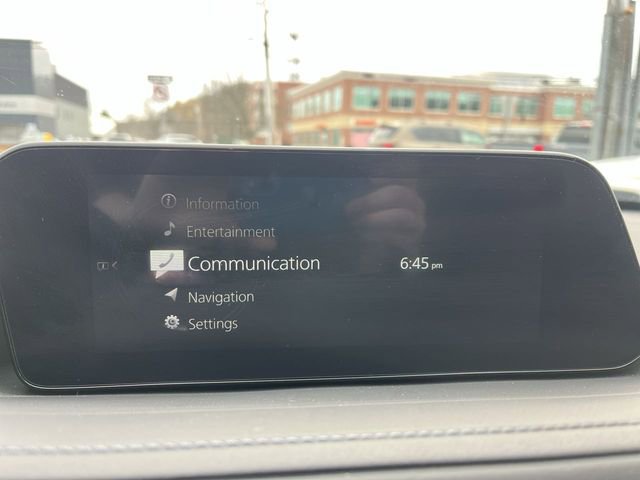 Information
Entertainment
Communication 6:45 pm
Navigation
Settings